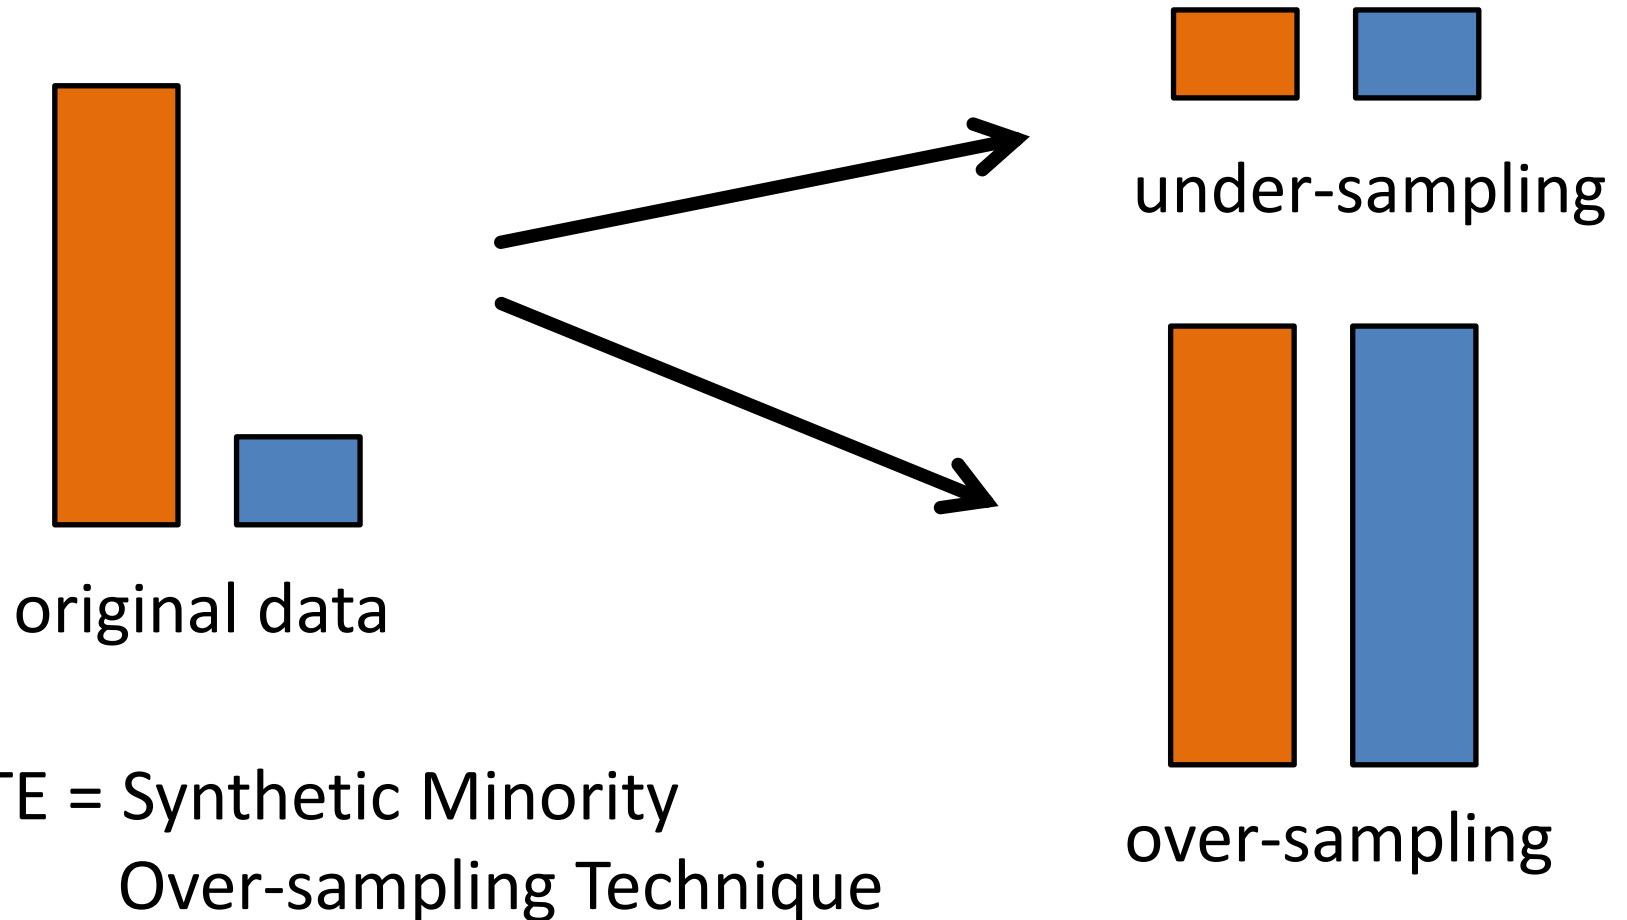 under-sampling
original data
TE = Synthetic Minority
Over-sampling Technique
over-sampling